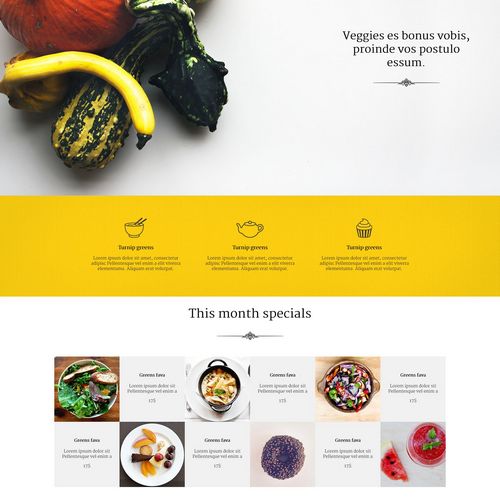 Veggies es bonus vobis,
proinde vos postulo
essum.
Turnip greens
Lorem ipsum dolor sit amet, consectetur
adipisc Pellentesque vel enim a elit viverra
elementuma. Aliquam erat volutpat.
Turnip greens
Lorem ipsum dolor sit amet, consectetur
adipisc Pellentesque vel enim a elit viverra
elementuma. Aliquam erat volutpat.
Turnip greens
Lorem ipsum dolor sit amet, consectetur
adipisc Pellentesque vel enim a elit viverra
elementuma. Aliquam erat volutpat.
This month specials
Greens fava
Lorem ipsum dolor sit
Pellentesque vel enim a
17$
Greens fava
Lorem ipsum dolor sit
Pellentesque vel enim a
17$
Greens fava
Lorem ipsum dolor sit
Pellentesque vel enim a
17$
Greens fava
Lorem ipsum dolor sit
Pellentesque vel enim a
17$
Greens fava
Lorem ipsum dolor sit
Pellentesque vel enim a
17$
Greens fava
Lorem ipsum dolor sit
Pellentesque vel enim a
17$